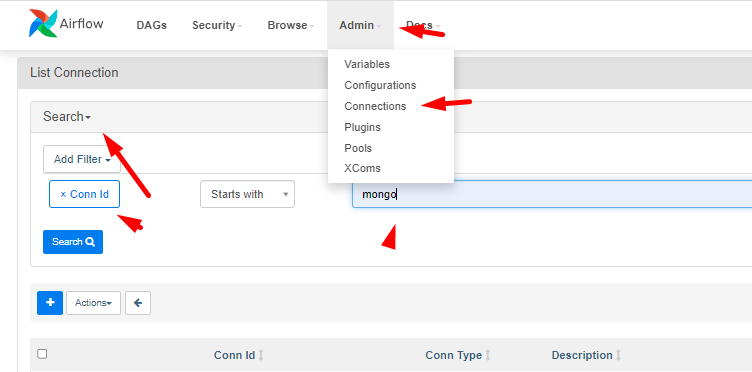 Airflow DAGs Security Browse Admin Docs
Variables
Configurations
Connections
Plugins
Pools
XComs
List Connection
Search
Add Filter
× Conn Id Starts with mongo
Search
+ Actions
Conn Id Conn Type Description